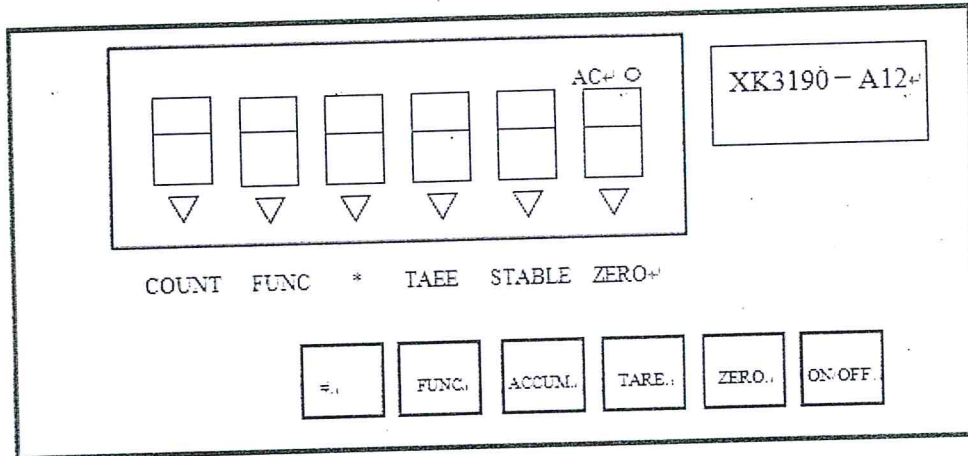 AC
XK3190－A12
COUNT FUNC * TAEE STABLE ZERO
#
FUNC
ACCUM
TARE
ZERO
ON/OFF